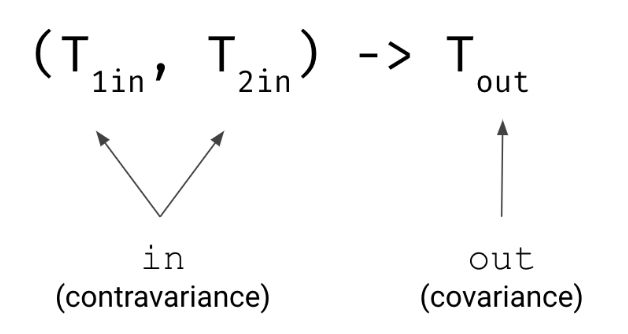 (T1in, T2in) -> Tout
in out
(contravariance) (covariance)